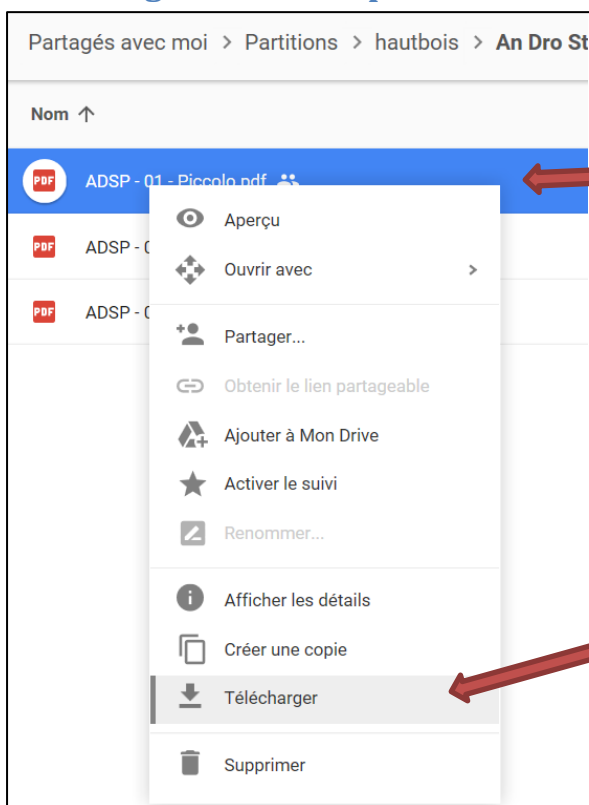 Partagés avec moi > Partitions > hautbois > An Dro St
Nom ↑
PDF ADSP - 01 - Piccolo.pdf
PDF ADSP - 0
PDF ADSP - 0
Aperçu
Ouvrir avec >
Partager...
Obtenir le lien partageable
Ajouter à Mon Drive
Activer le suivi
Renommer...
Afficher les détails
Créer une copie
Télécharger
Supprimer